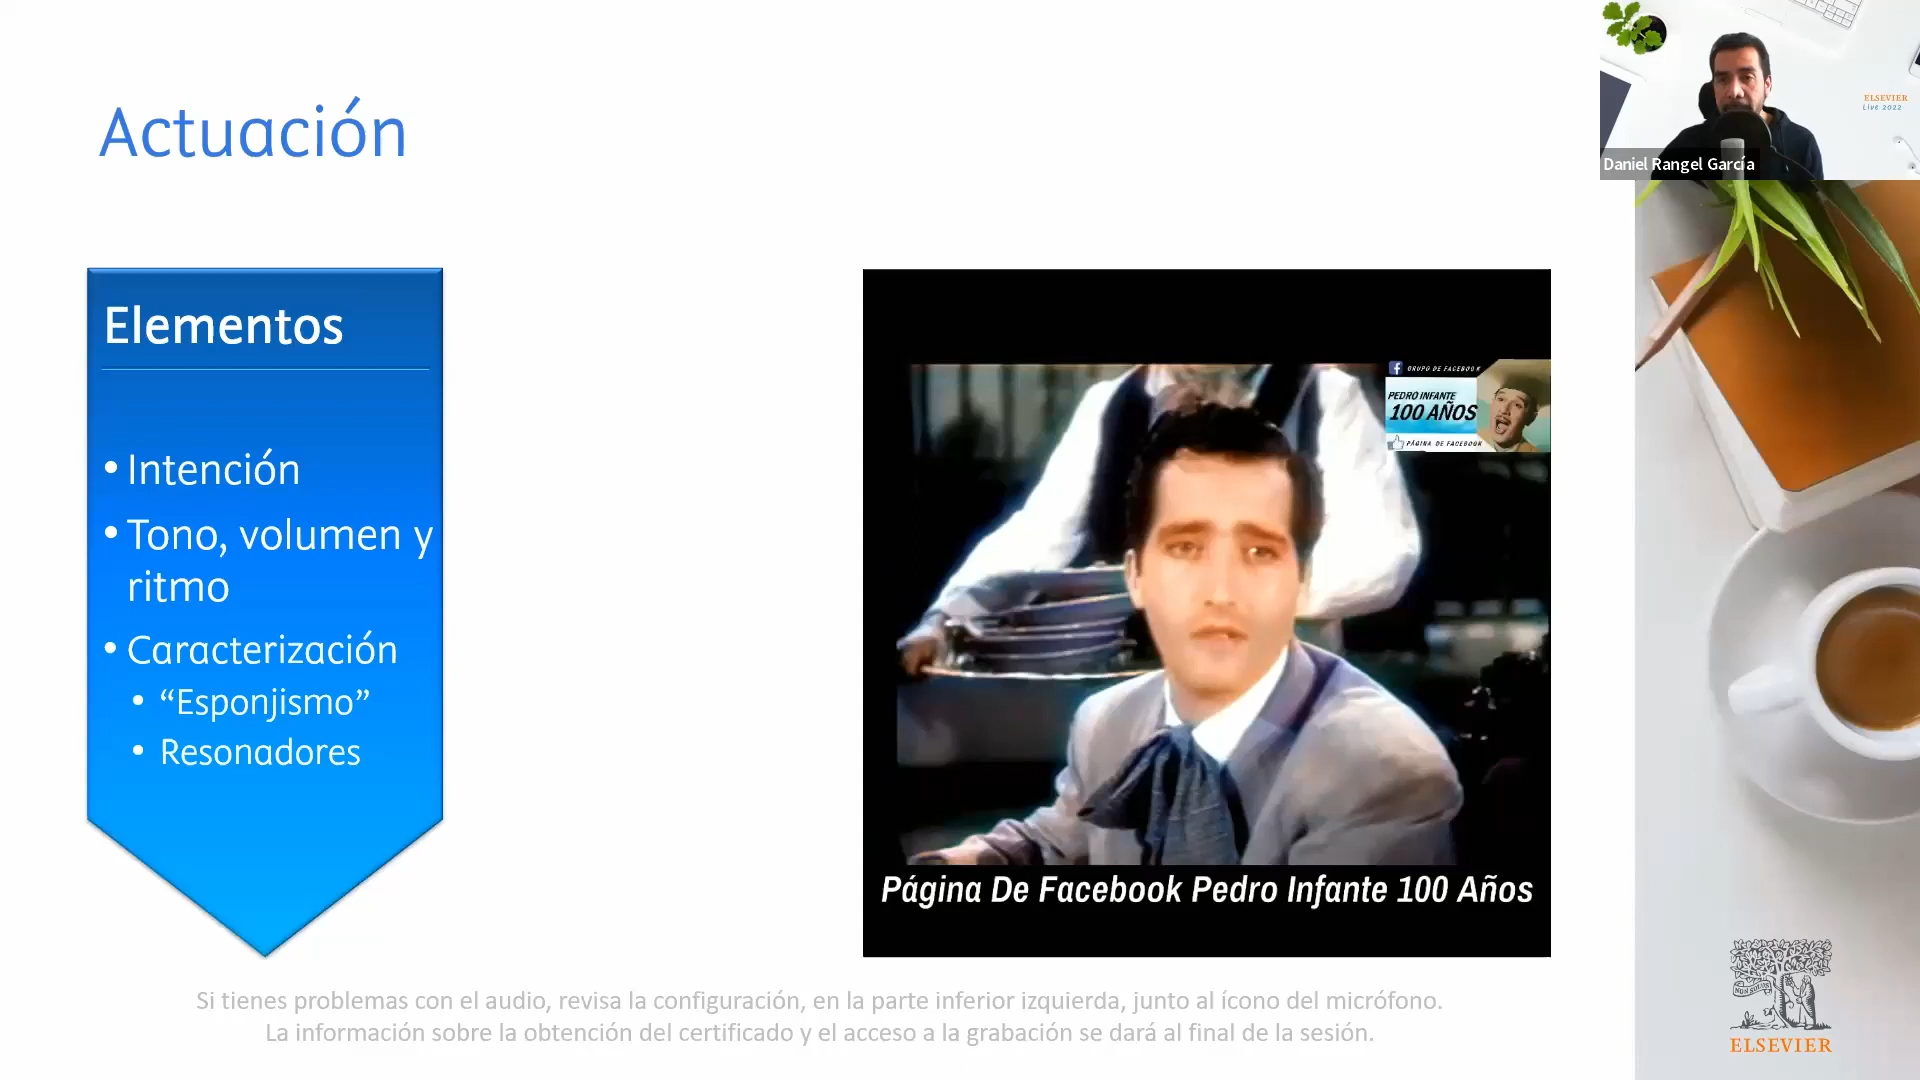 Actuación
ELSEVIER
Live 2022
Daniel Rangel García
Elementos
• Intención
• Tono, volumen y
ritmo
• Caracterización
• “Esponjismo”
• Resonadores
GRUPO DE FACEBOOK
PEDRO INFANTE
100 AÑOS
PÁGINA DE FACEBOOK
Página De Facebook Pedro Infante 100 Años
Si tienes problemas con el audio, revisa la configuración, en la parte inferior izquierda, junto al ícono del micrófono.
La información sobre la obtención del certificado y el acceso a la grabación se dará al final de la sesión.
NON SOLUS
ELSEVIER